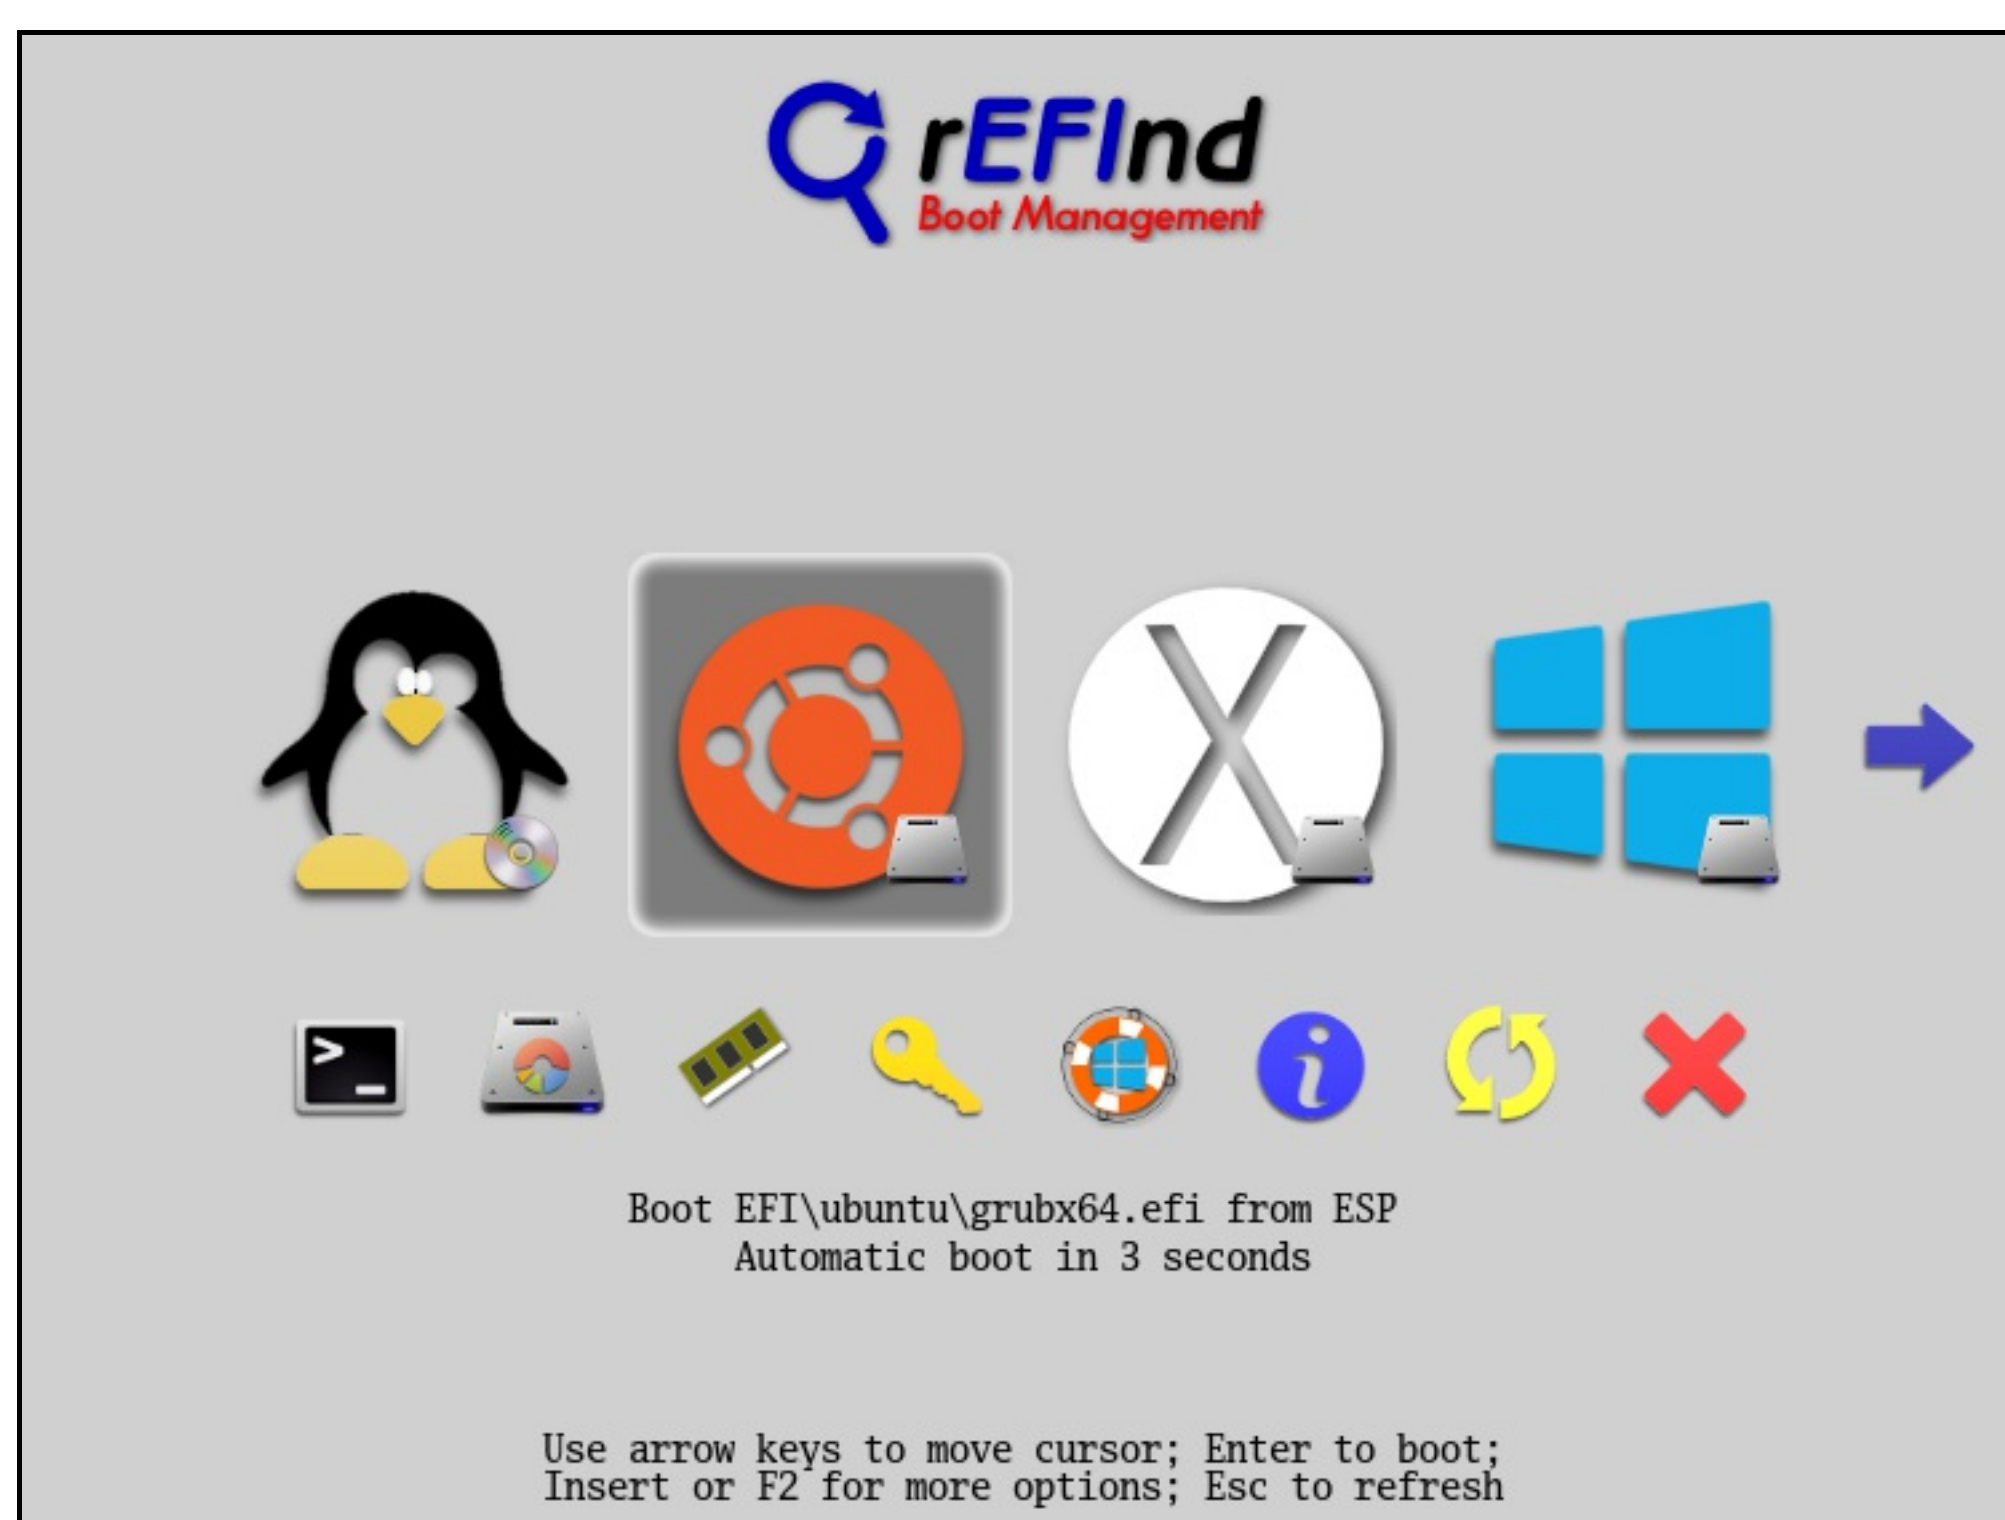 rEFInd
Boot Management
Boot EFI\ubuntu\grubx64.efi from ESP
Automatic boot in 3 seconds
Use arrow keys to move cursor; Enter to boot;
Insert or F2 for more options; Esc to refresh